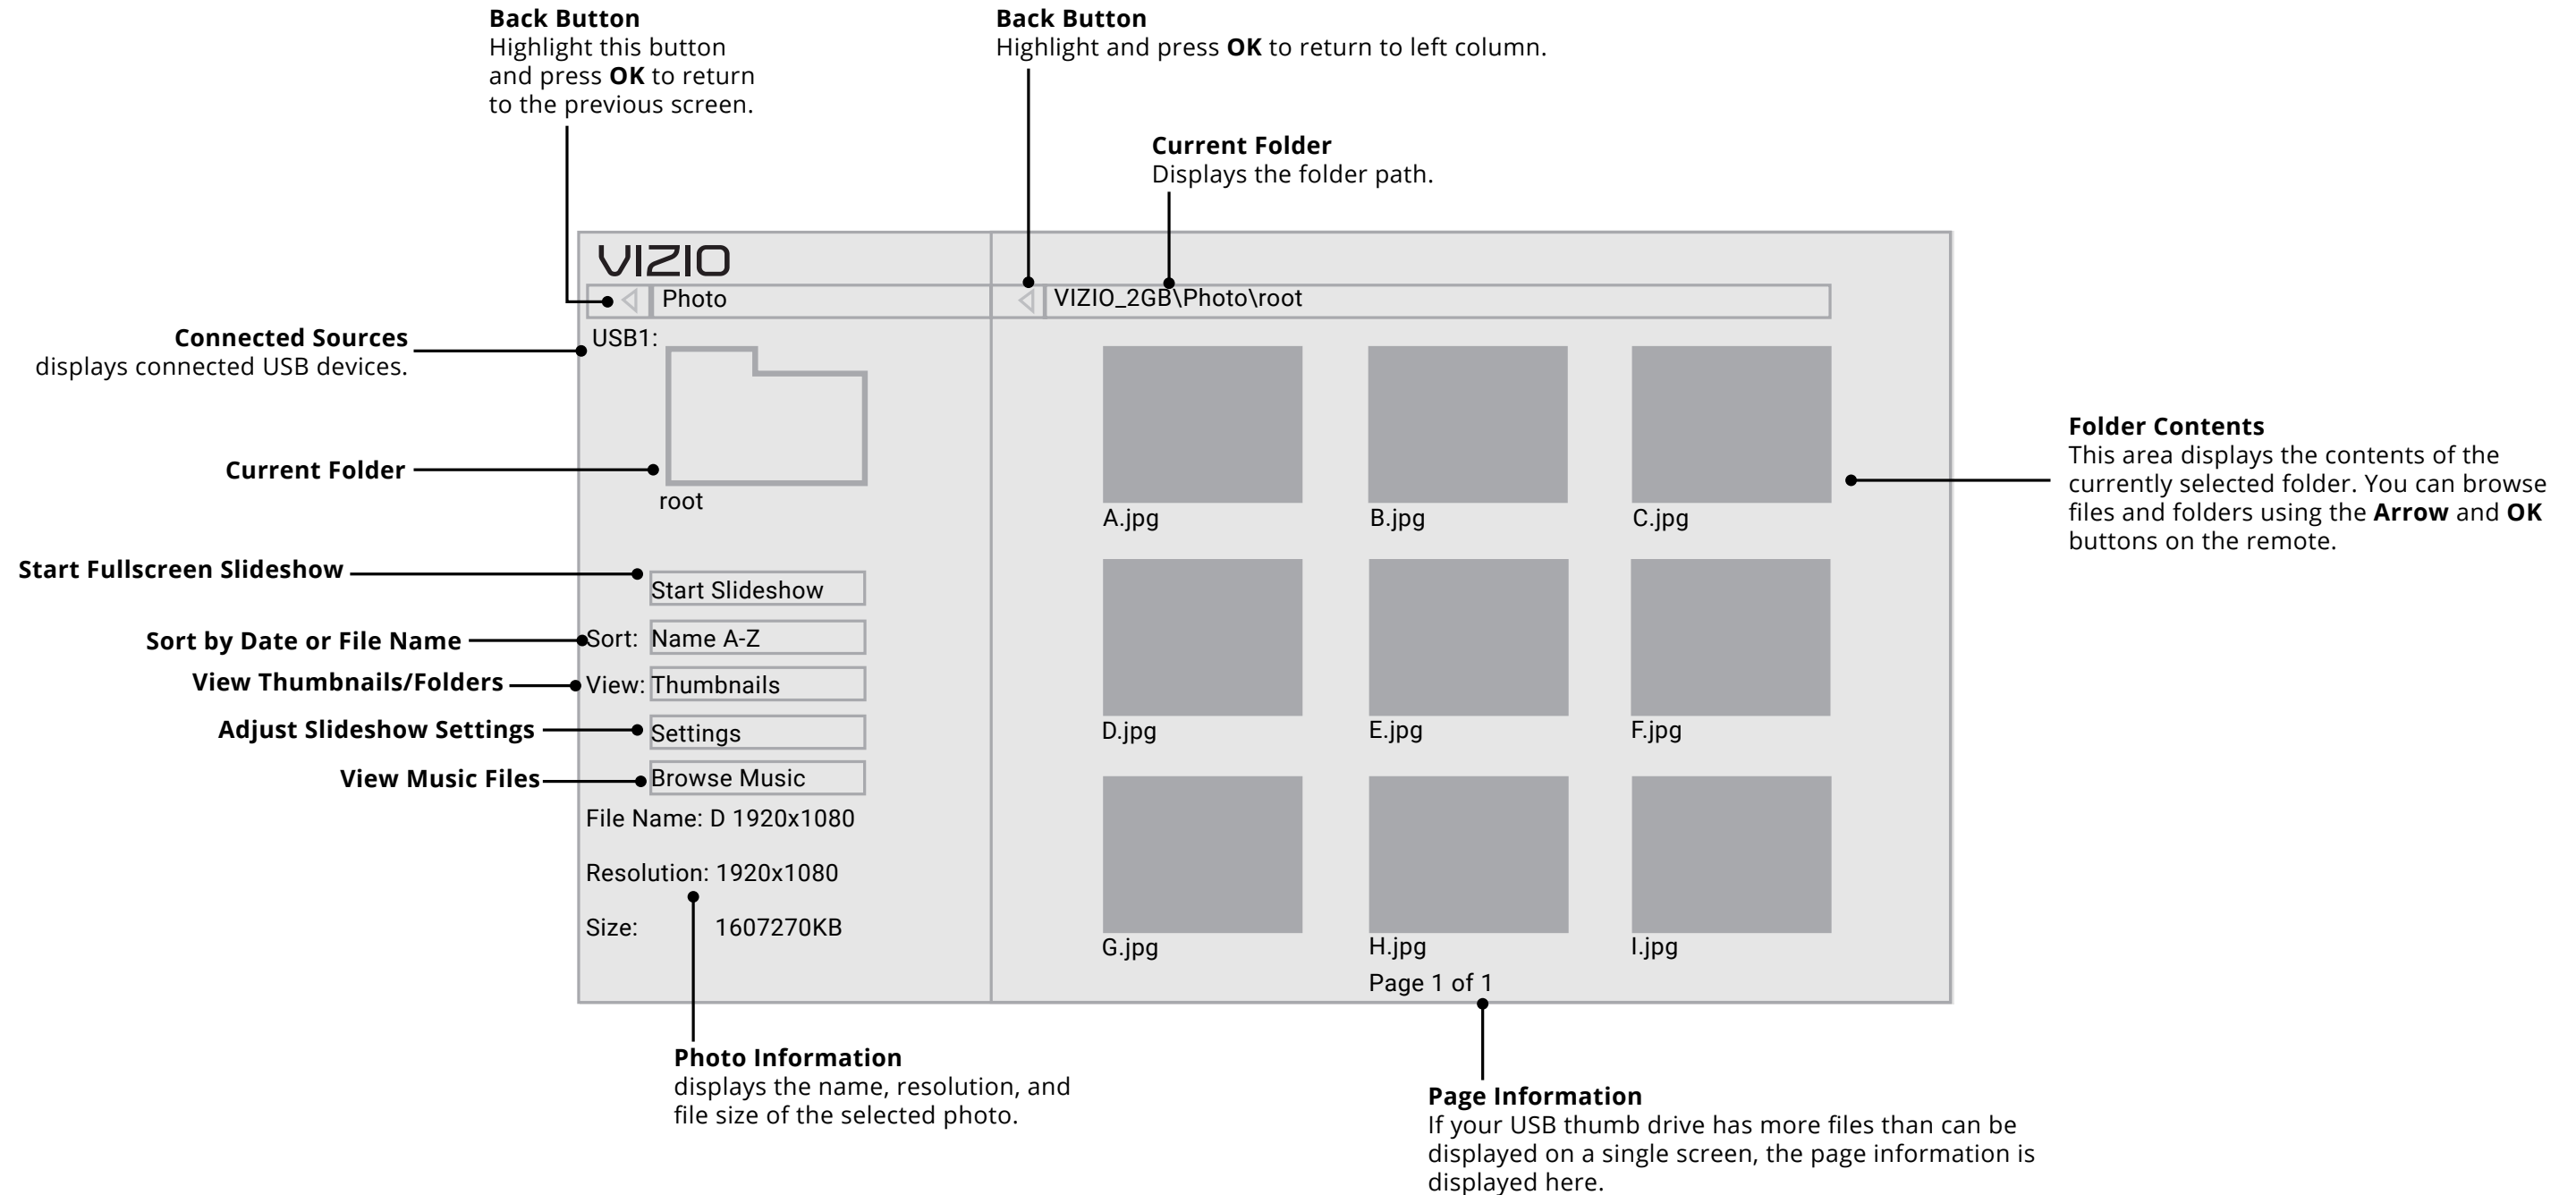 Back Button
Highlight this button
and press OK to return
to the previous screen.
Back Button
Highlight and press OK to return to left column.
Current Folder
Displays the folder path.
VIZIO
Photo
VIZIO_2GB\Photo\root
Connected Sources
displays connected USB devices.
USB1:
Current Folder
root
Start Fullscreen Slideshow
Start Slideshow
Sort by Date or File Name
Sort: Name A-Z
View Thumbnails/Folders
View: Thumbnails
Adjust Slideshow Settings
Settings
View Music Files
Browse Music
File Name: D 1920x1080
Resolution: 1920x1080
Size: 1607270KB
A.jpg
B.jpg
C.jpg
D.jpg
E.jpg
F.jpg
G.jpg
H.jpg
I.jpg
Page 1 of 1
Folder Contents
This area displays the contents of the
currently selected folder. You can browse
files and folders using the Arrow and OK
buttons on the remote.
Photo Information
displays the name, resolution, and
file size of the selected photo.
Page Information
If your USB thumb drive has more files than can be
displayed on a single screen, the page information is
displayed here.